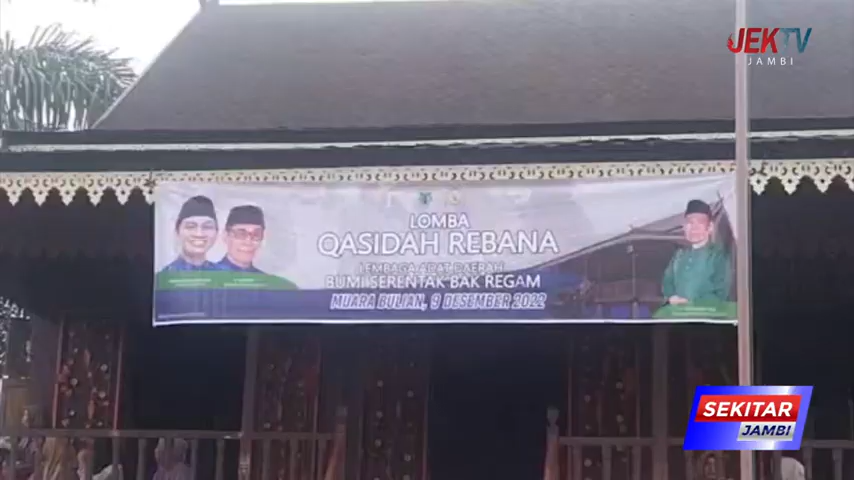 JEKTV
JAMBI
LOMBA
QASIDAH REBANA
LEMBAGA ADAT DAERAH
BUMI SERENTAK BAK REGAM
MUARA BULIAN, 9 DESEMBER 2022
SEKITAR
JAMBI